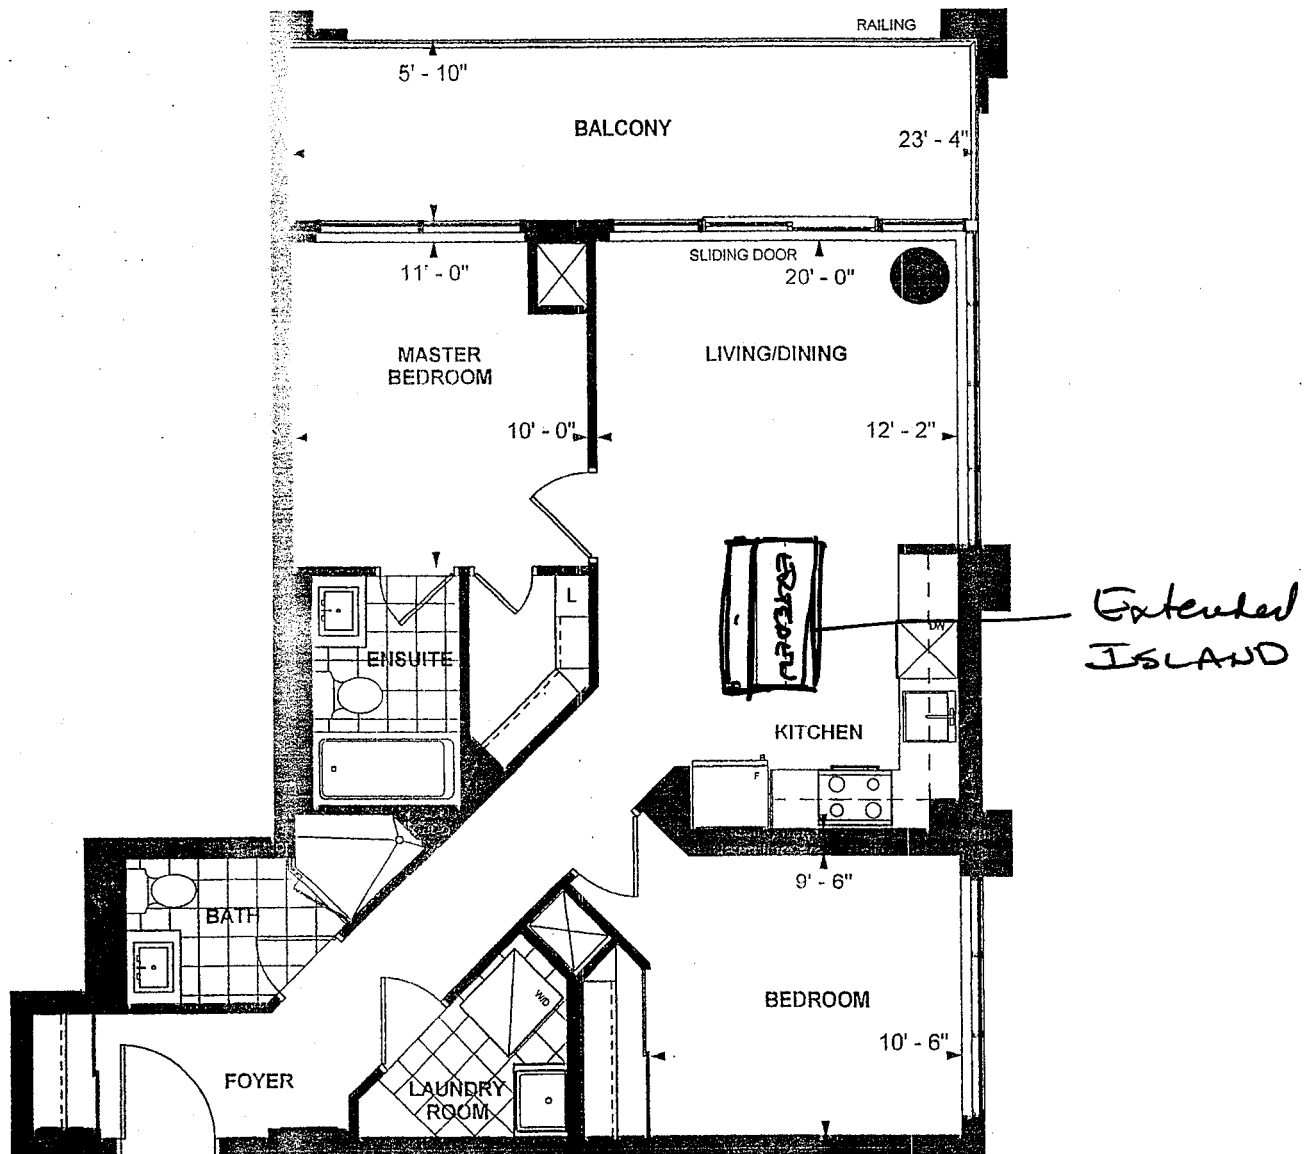 RAILING
5' - 10"
BALCONY
23' - 4"
SLIDING DOOR
11' - 0"
20' - 0"
MASTER
BEDROOM
LIVING/DINING
10' - 0"
12' - 2"
EXTENDED
L
Extended
ISLAND
DW
ENSUITE
KITCHEN
F
9' - 6"
BATH
W/D
BEDROOM
10' - 6"
FOYER
LAUNDRY
ROOM